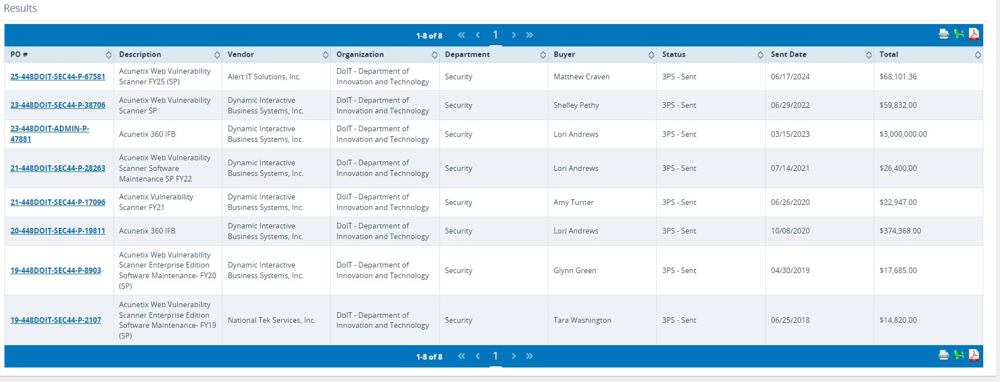 Results
1-8 of 8 1
PO # Description Vendor Organization Department Buyer Status Sent Date Total
25-448DOIT-SEC44-P-67581
Acunetix Web Vulnerability
Scanner FY25 (SP)
Alert IT Solutions, Inc.
DoIT - Department of
Innovation and Technology
Security
Matthew Craven
3PS - Sent
06/17/2024
$68,101.36
23-448DOIT-SEC44-P-38706
Acunetix Web Vulnerability
Scanner SP
Dynamic Interactive
Business Systems, Inc.
DoIT - Department of
Innovation and Technology
Security
Shelley Pethy
3PS - Sent
06/29/2022
$59,832.00
23-448DOIT-ADMIN-P-
47881
Acunetix 360 IFB
Dynamic Interactive
Business Systems, Inc.
DoIT - Department of
Innovation and Technology
Security
Lori Andrews
3PS - Sent
03/15/2023
$3,000,000.00
21-448DOIT-SEC44-P-28263
Acunetix Web Vulnerability
Scanner Software
Maintenance SP FY22
Dynamic Interactive
Business Systems, Inc.
DoIT - Department of
Innovation and Technology
Security
Lori Andrews
3PS - Sent
07/14/2021
$26,400.00
21-448DOIT-SEC44-P-17096
Acunetix Vulnerability
Scanner FY21
Dynamic Interactive
Business Systems, Inc.
DoIT - Department of
Innovation and Technology
Security
Amy Turner
3PS - Sent
06/26/2020
$22,947.00
20-448DOIT-SEC44-P-19811
Acunetix 360 IFB
Dynamic Interactive
Business Systems, Inc.
DoIT - Department of
Innovation and Technology
Security
Lori Andrews
3PS - Sent
10/08/2020
$374,368.00
19-448DOIT-SEC44-P-8903
Acunetix Web Vulnerability
Scanner Enterprise Edition
Software Maintenance- FY20
(SP)
Dynamic Interactive
Business Systems, Inc.
DoIT - Department of
Innovation and Technology
Security
Glynn Green
3PS - Sent
04/30/2019
$17,685.00
19-448DOIT-SEC44-P-2107
Acunetix Web Vulnerability
Scanner Enterprise Edition
Software Maintenance- FY19
(SP)
National Tek Services, Inc.
DoIT - Department of
Innovation and Technology
Security
Tara Washington
3PS - Sent
06/25/2018
$14,820.00
1-8 of 8 1